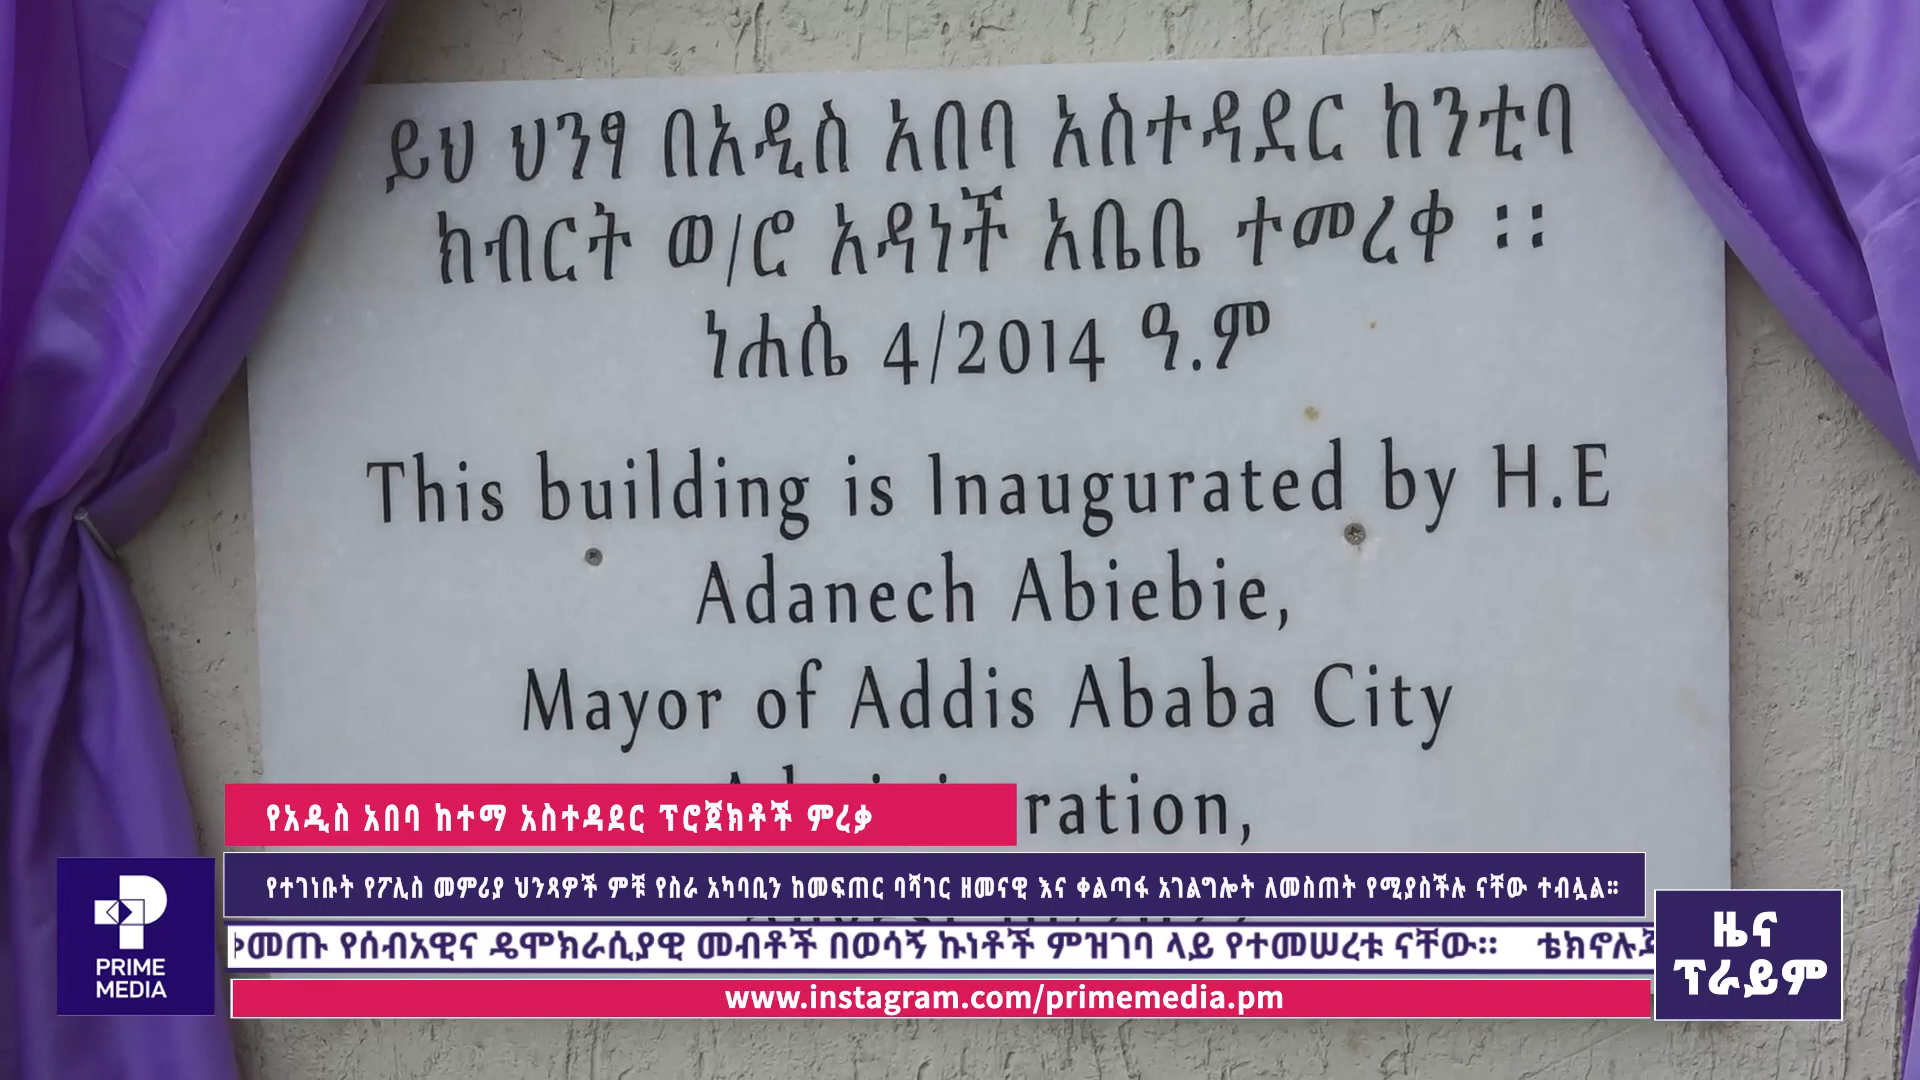 ይህ ህንፃ በአዲስ አበባ አስተዳደር ከንቲባ
ክብርት ወ/ሮ አዳነች አቤቤ ተመረቀ ፡፡
ነሐሴ 4/2014 ዓ.ም
This building is Inaugurated by H.E
Adanech Abiebie,
Mayor of Addis Ababa City
ration,
የአዲስ አበባ ከተማ አስተዳደር ፕሮጀክቶች ምረቃ
የተገነቡት የፖሊስ መምሪያ ህንጻዎች ምቹ የስራ አካባቢን ከመፍጠር ባሻገር ዘመናዊ እና ቀልጣፋ አገልግሎት ለመስጠት የሚያስችሉ ናቸው ተብሏል።
ቀመጡ የሰብአዊና ዴሞክራሲያዊ መብቶች በወሳኝ ኩነቶች ምዝገባ ላይ የተመሠረቱ ናቸው። ቴክኖሉጂ
PRIME
MEDIA
ዜና
ፕራይም
www.instagram.com/primemedia.pm